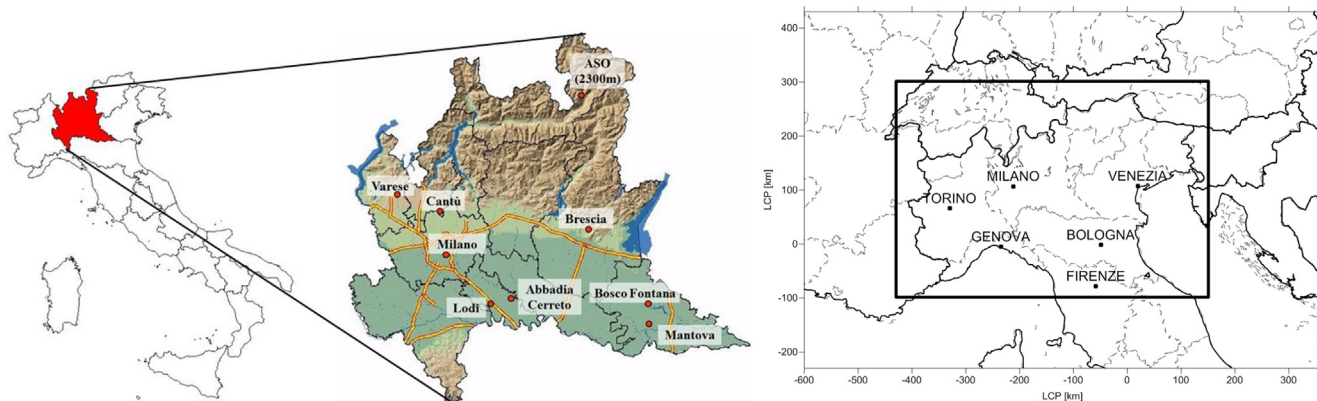 ASO
(2300m)
Varese
Cantù
Brescia
Milano
Abbadia
Cerreto
Lodi
Bosco Fontana
Mantova
400
300
200
100
0
-100
-200
LCP [km]
MILANO
VENEZIA
TORINO
GENOVA
BOLOGNA
FIRENZE
-600
-500
-400
-300
-200
-100
0
100
200
300
LCP [km]